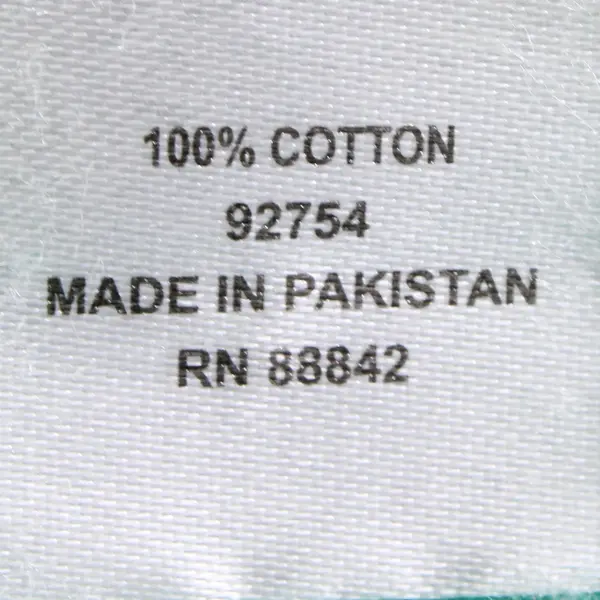 100% COTTON
92754
MADE IN PAKISTAN
RN 88842